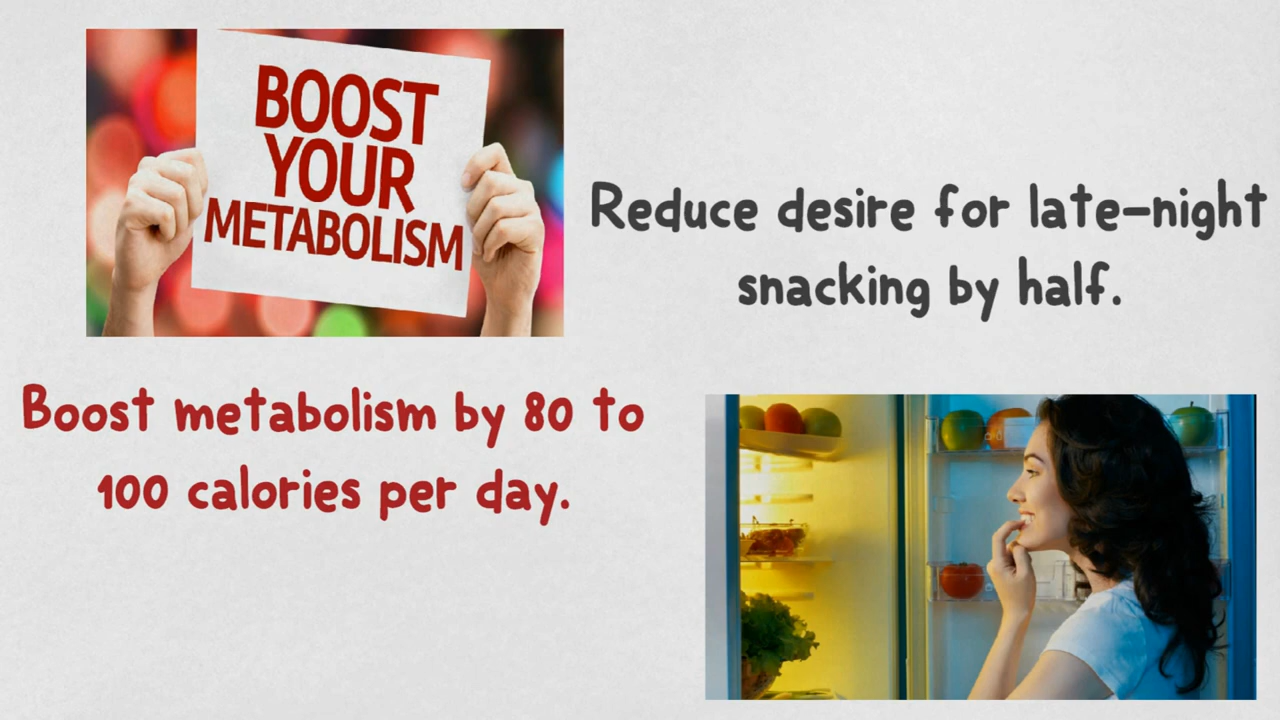 BOOST
YOUR
METABOLISM
Reduce desire for late-night
snacking by half.
Boost metabolism by 80 to
100 calories per day.